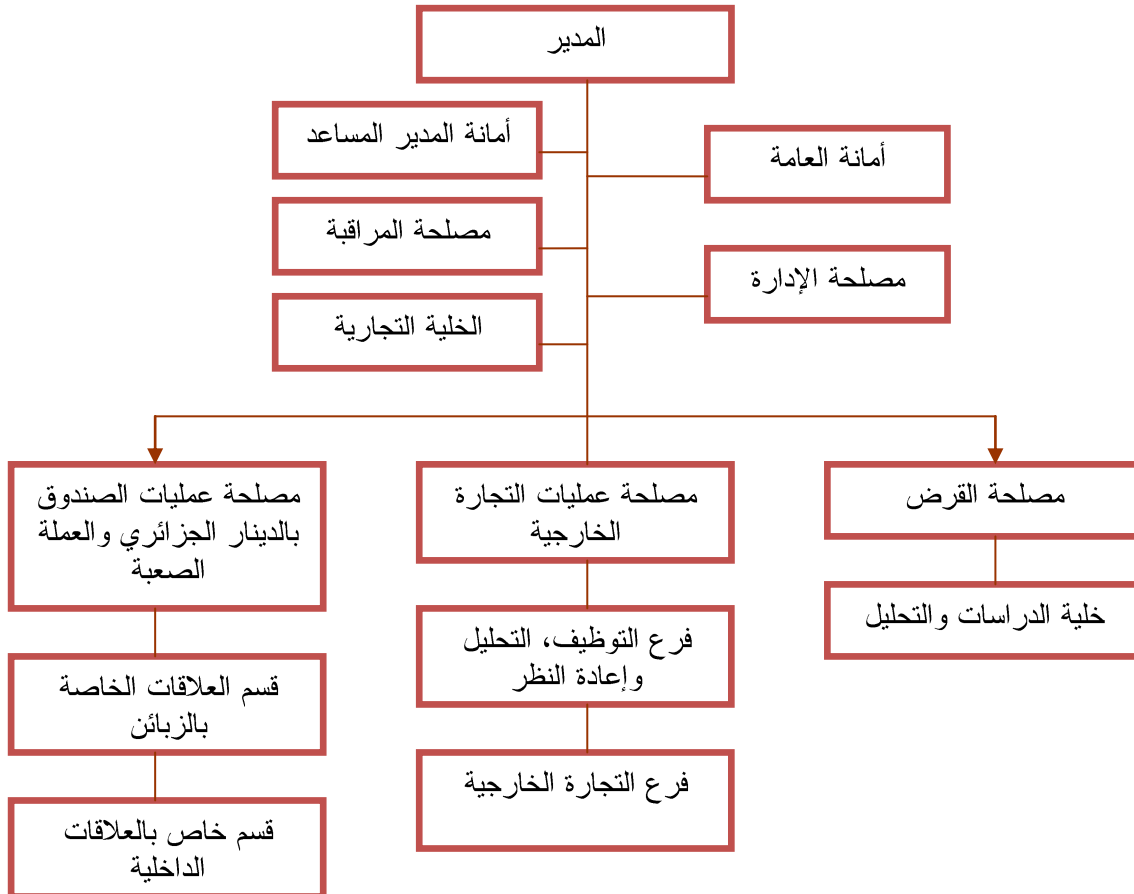 المدير
أمانة العامة
أمانة المدير المساعد
مصلحة الإدارة
مصلحة المراقبة
الخلية التجارية
مصلحة القرض
خلية الدراسات والتحليل
مصلحة عمليات التجارة
الخارجية
فرع التوظيف، التحليل
وإعادة النظر
فرع التجارة الخارجية
مصلحة عمليات الصندوق
بالدينار الجزائري والعملة
الصعبة
قسم العلاقات الخاصة
بالزبائن
قسم خاص بالعلاقات
الداخلية